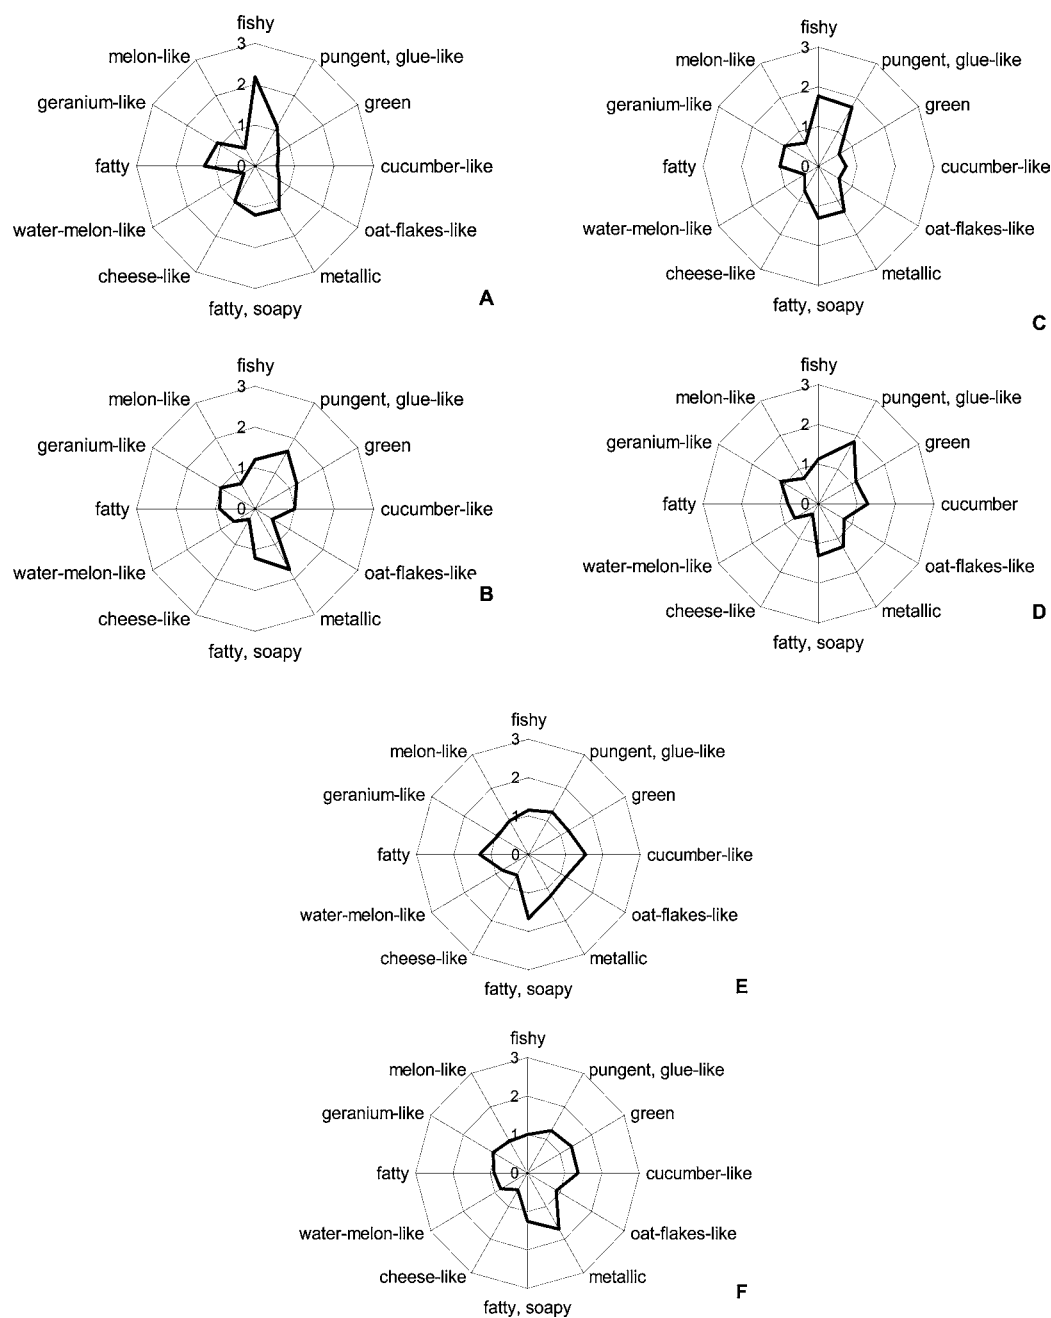 fishy
3
melon-like
pungent, glue-like
2
geranium-like
green
1
fatty
0
cucumber-like
water-melon-like
oat-flakes-like
cheese-like
metallic
fatty, soapy
A
fishy
3
melon-like
pungent, glue-like
2
geranium-like
green
1
fatty
0
cucumber-like
water-melon-like
oat-flakes-like
cheese-like
metallic
fatty, soapy
C
fishy
3
melon-like
pungent, glue-like
2
geranium-like
green
1
fatty
0
cucumber-like
water-melon-like
oat-flakes-like
cheese-like
metallic
fatty, soapy
B
fishy
3
melon-like
pungent, glue-like
2
geranium-like
green
1
fatty
0
cucumber
water-melon-like
oat-flakes-like
cheese-like
metallic
fatty, soapy
D
fishy
3
melon-like
pungent, glue-like
2
geranium-like
green
1
fatty
0
cucumber-like
water-melon-like
oat-flakes-like
cheese-like
metallic
fatty, soapy
E
fishy
3
melon-like
pungent, glue-like
2
geranium-like
green
1
fatty
0
cucumber-like
water-melon-like
oat-flakes-like
cheese-like
metallic
fatty, soapy
F